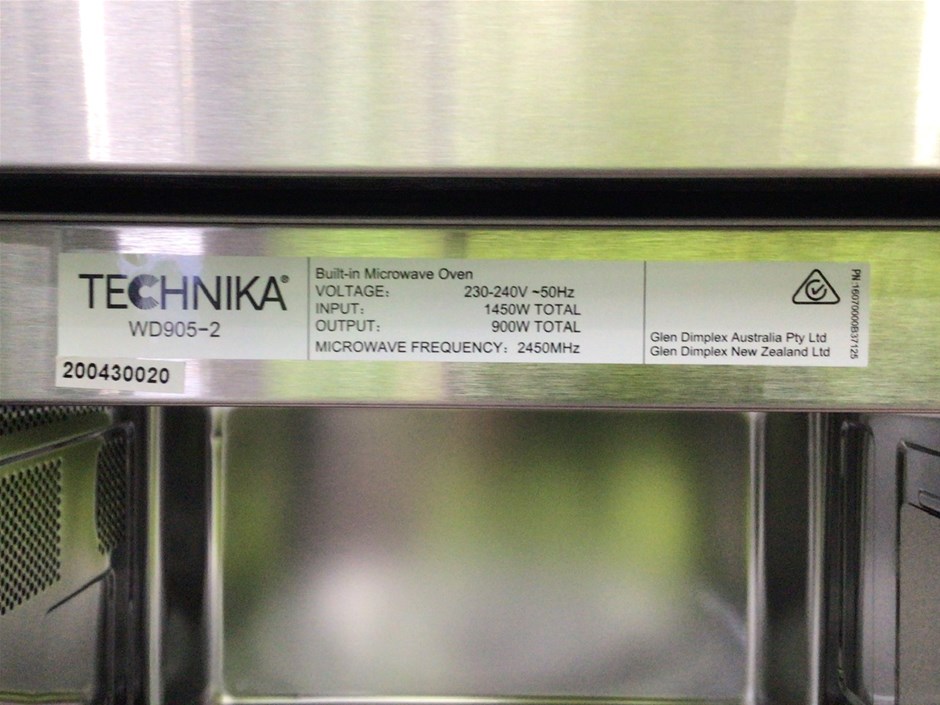 TECHNIKA®
WD905-2
200430020
Built-in Microwave Oven
VOLTAGE: 230-240V ~50Hz
INPUT: 1450W TOTAL
OUTPUT: 900W TOTAL
MICROWAVE FREQUENCY: 2450MHz
Glen Dimplex Australia Pty Ltd
Glen Dimplex New Zealand Ltd